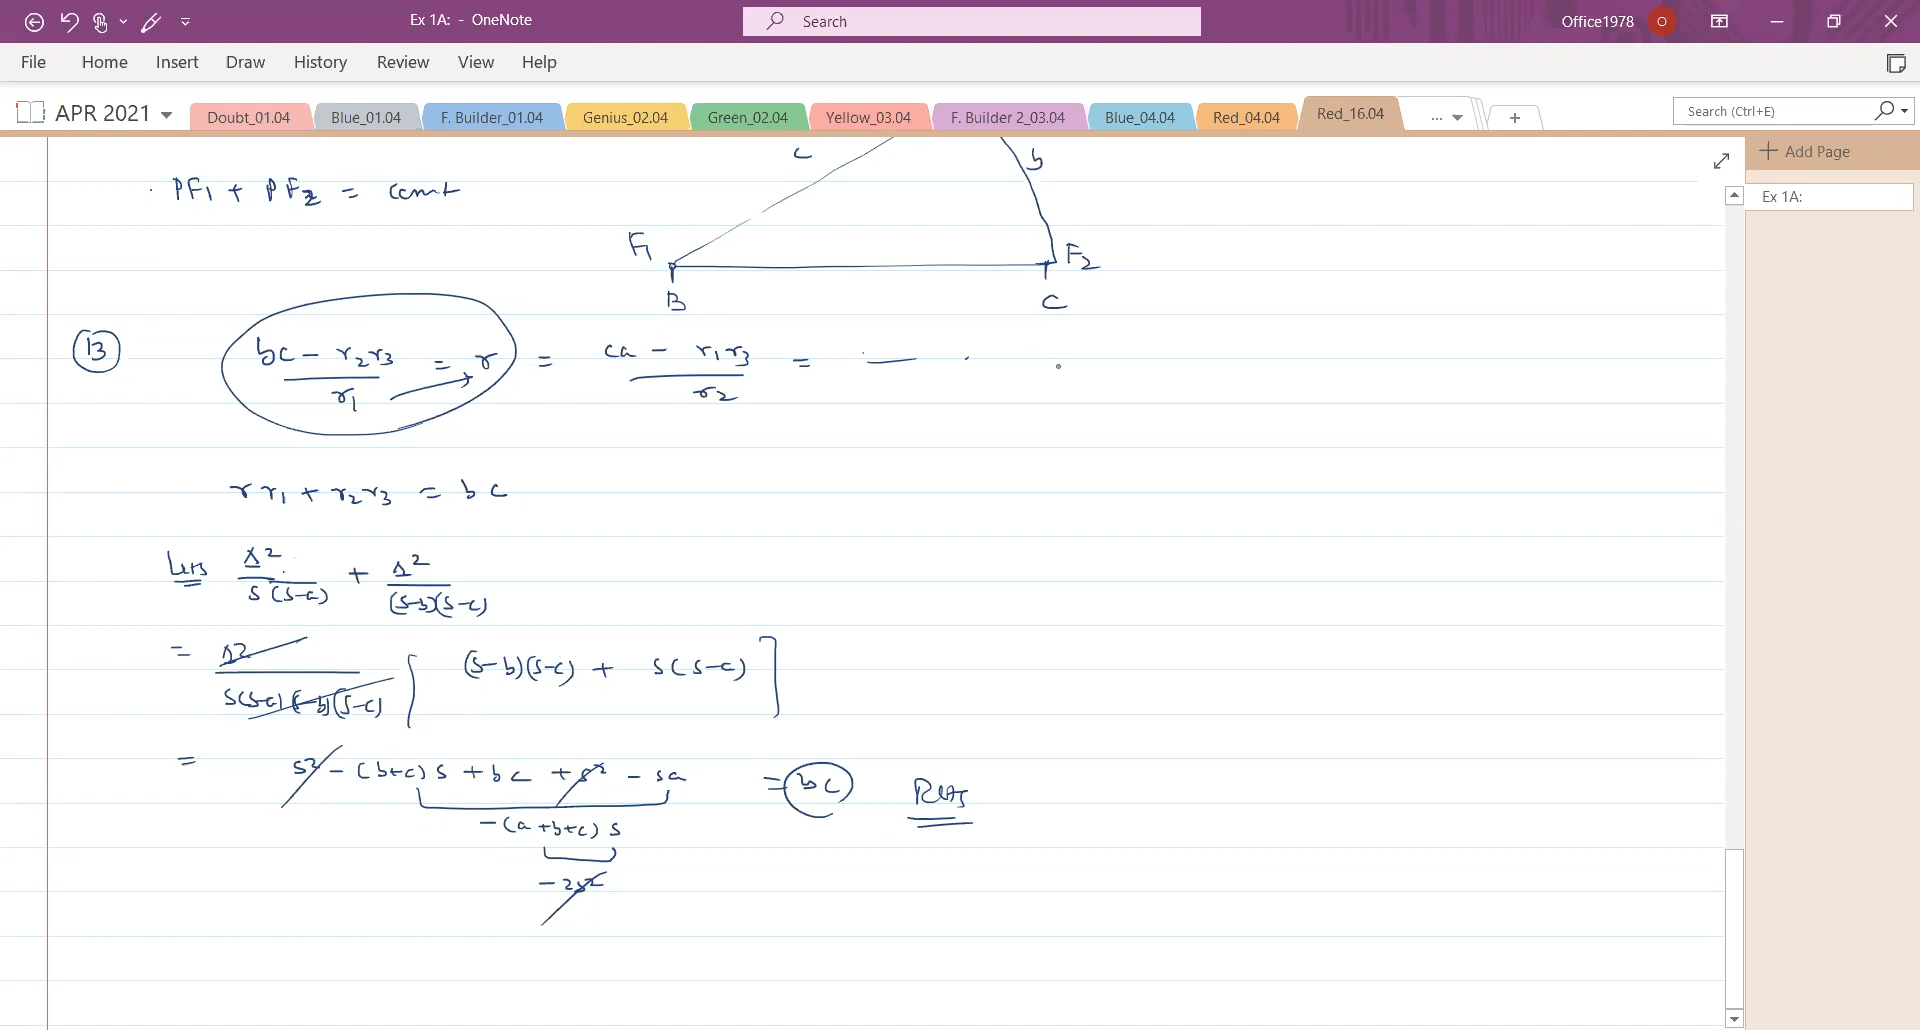 Ex 1A: - OneNote
Search
Office1978
O
File Home Insert Draw History Review View Help
APR 2021
Doubt_01.04 Blue_01.04 F. Builder_01.04 Genius_02.04 Green_02.04 Yellow_03.04 F. Builder 2_03.04 Blue_04.04 Red_04.04 Red_16.04 ... +
Search (Ctrl+E)
+ Add Page
Ex 1A:
c b
PF1 + PF2 = const
F1 F2
B C
13 bc - r2r3 / r1 = r = ca - r1r3 / r2 = — .
r r1 + r2r3 = bc
LHS Δ² / s(s-a) + Δ² / (s-b)(s-c)
= Δ² / s(s-a)(s-b)(s-c) [ (s-b)(s-c) + s(s-a) ]
= s² - (b+c)s + bc + s² - sa = bc RHS
-(a+b+c) s
- 2s²